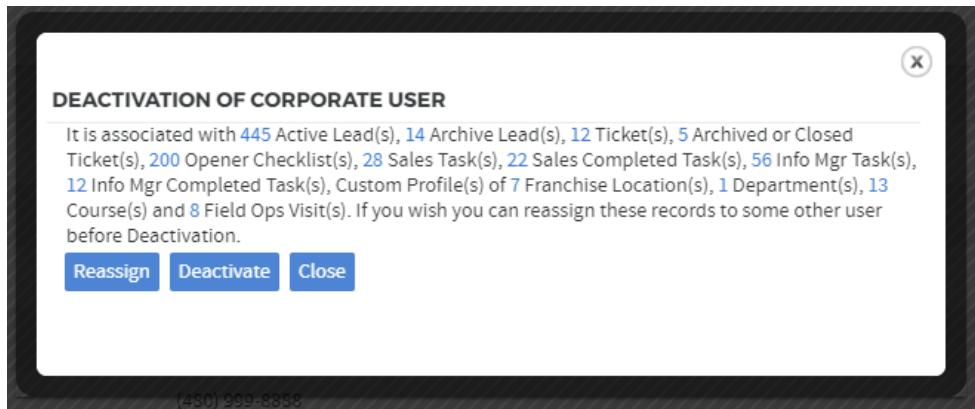 X
DEACTIVATION OF CORPORATE USER
It is associated with 445 Active Lead(s), 14 Archive Lead(s), 12 Ticket(s), 5 Archived or Closed
Ticket(s), 200 Opener Checklist(s), 28 Sales Task(s), 22 Sales Completed Task(s), 56 Info Mgr Task(s),
12 Info Mgr Completed Task(s), Custom Profile(s) of 7 Franchise Location(s), 1 Department(s), 13
Course(s) and 8 Field Ops Visit(s). If you wish you can reassign these records to some other user
before Deactivation.
Reassign Deactivate Close
(480) 999-8888